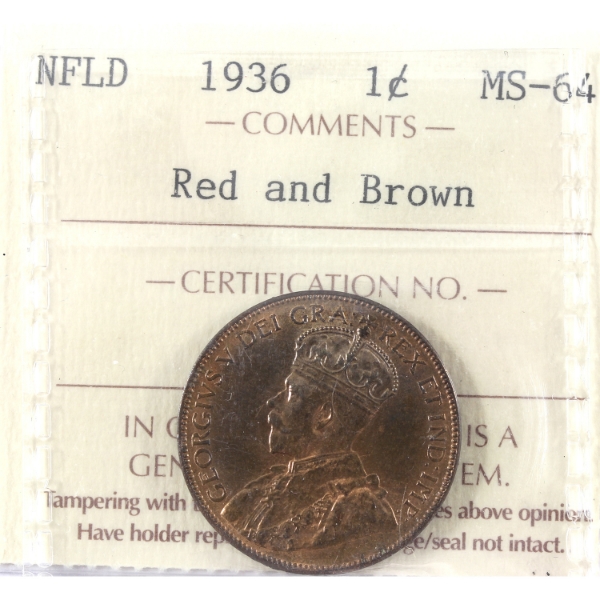 NFLD 1936 1¢ MS-64
— COMMENTS —
Red and Brown
— CERTIFICATION NO. —
GEORGIVS V DEI GRA: REX ET IND: IMP:
IN IS A
GEN EM.
Tampering with es above opinion.
Have holder rep e/seal not intact.